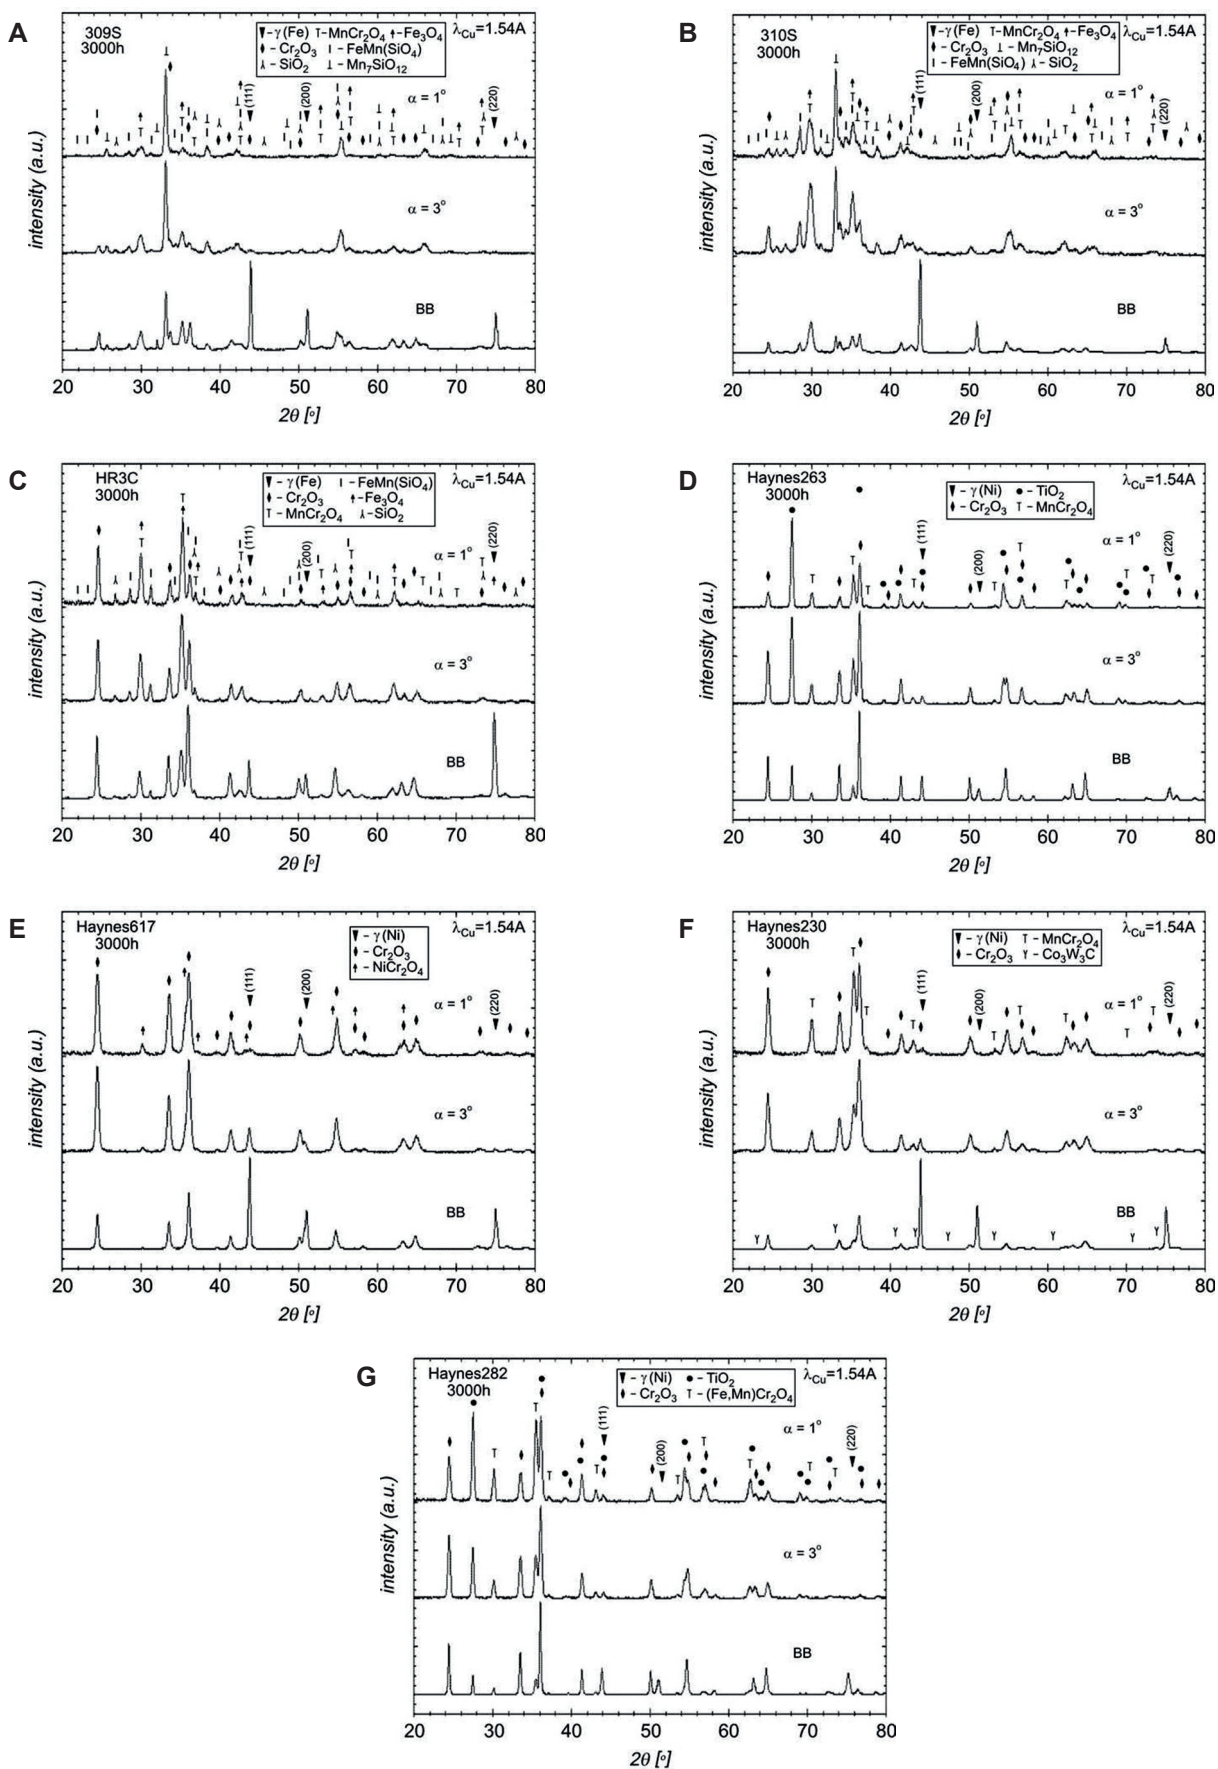 A
309S
3000h
▼-γ(Fe) ⊤-MnCr₂O₄ -Fe₃O₄
-Cr₂O₃ I -FeMn(SiO₄)
⅄-SiO₂ ⊥-Mn₇SiO₁₂
λCu=1.54A
α = 1°
(111)
(200)
(220)
α = 3°
BB
intensity (a.u.)
20 30 40 50 60 70 80
2θ [°]
B
310S
3000h
▼-γ(Fe) ⊤-MnCr₂O₄ -Fe₃O₄
-Cr₂O₃ ⊥-Mn₇SiO₁₂
I -FeMn(SiO₄) ⅄-SiO₂
λCu=1.54A
α = 1°
(111)
(200)
(220)
α = 3°
BB
intensity (a.u.)
20 30 40 50 60 70 80
2θ [°]
C
HR3C
3000h
▼-γ(Fe) I -FeMn(SiO₄)
-Cr₂O₃ -Fe₃O₄
⊤-MnCr₂O₄ ⅄-SiO₂
λCu=1.54A
α = 1°
(111)
(200)
(220)
α = 3°
BB
intensity (a.u.)
20 30 40 50 60 70 80
2θ [°]
D
Haynes263
3000h
▼-γ(Ni) ●-TiO₂
-Cr₂O₃ ⊤-MnCr₂O₄
λCu=1.54A
α = 1°
(111)
(200)
(220)
α = 3°
BB
intensity (a.u.)
20 30 40 50 60 70 80
2θ [°]
E
Haynes617
3000h
▼-γ(Ni)
-Cr₂O₃
-NiCr₂O₄
λCu=1.54A
α = 1°
(111)
(200)
(220)
α = 3°
BB
intensity (a.u.)
20 30 40 50 60 70 80
2θ [°]
F
Haynes230
3000h
▼-γ(Ni) ⊤-MnCr₂O₄
-Cr₂O₃ Y-Co₃W₃C
λCu=1.54A
α = 1°
(111)
(200)
(220)
α = 3°
BB
intensity (a.u.)
20 30 40 50 60 70 80
2θ [°]
G
Haynes282
3000h
▼-γ(Ni) ●-TiO₂
-Cr₂O₃ ⊤-(Fe,Mn)Cr₂O₄
λCu=1.54A
α = 1°
(111)
(200)
(220)
α = 3°
BB
intensity (a.u.)
20 30 40 50 60 70 80
2θ [°]